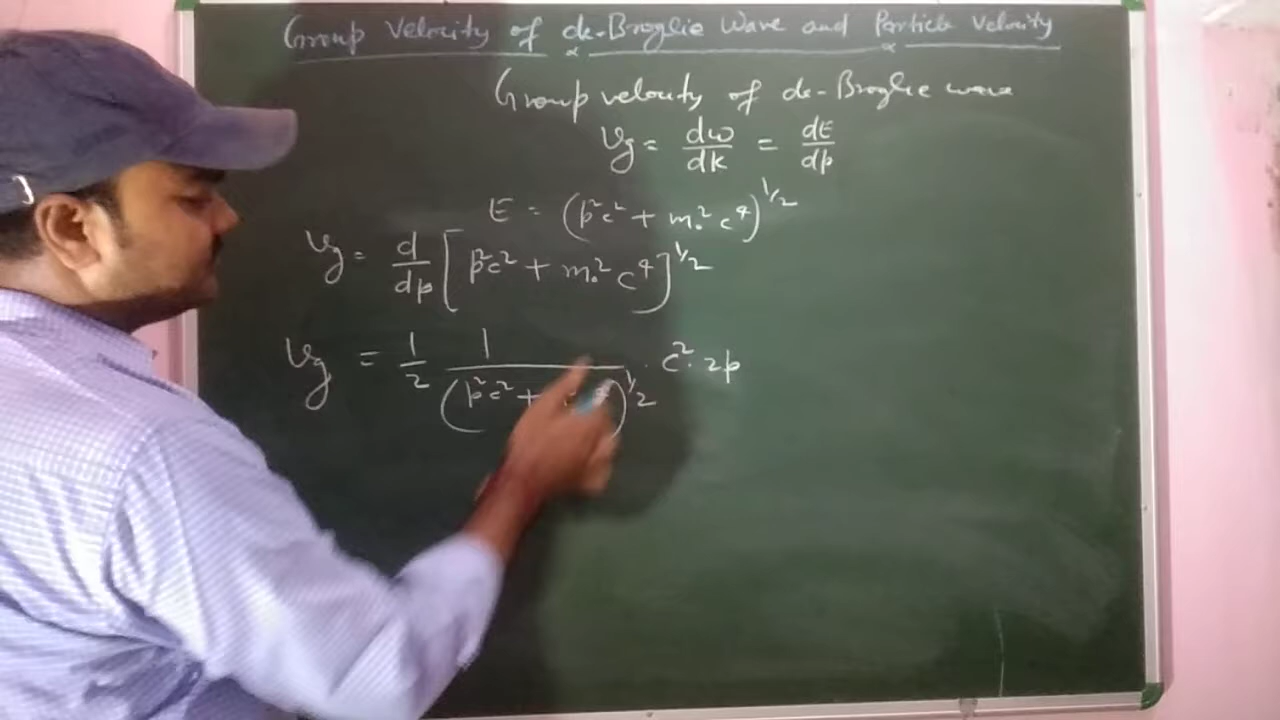 Group Velocity of de-Broglie Wave and Particle Velocity
Group velocity of de-Broglie wave
Vg = dω/dk = dE/dp
E = (p²c² + m₀²c⁴)^1/2
Vg = d/dp [p²c² + m₀²c⁴]^1/2
Vg = 1/2 1/(p²c² + )^1/2 . c². 2p